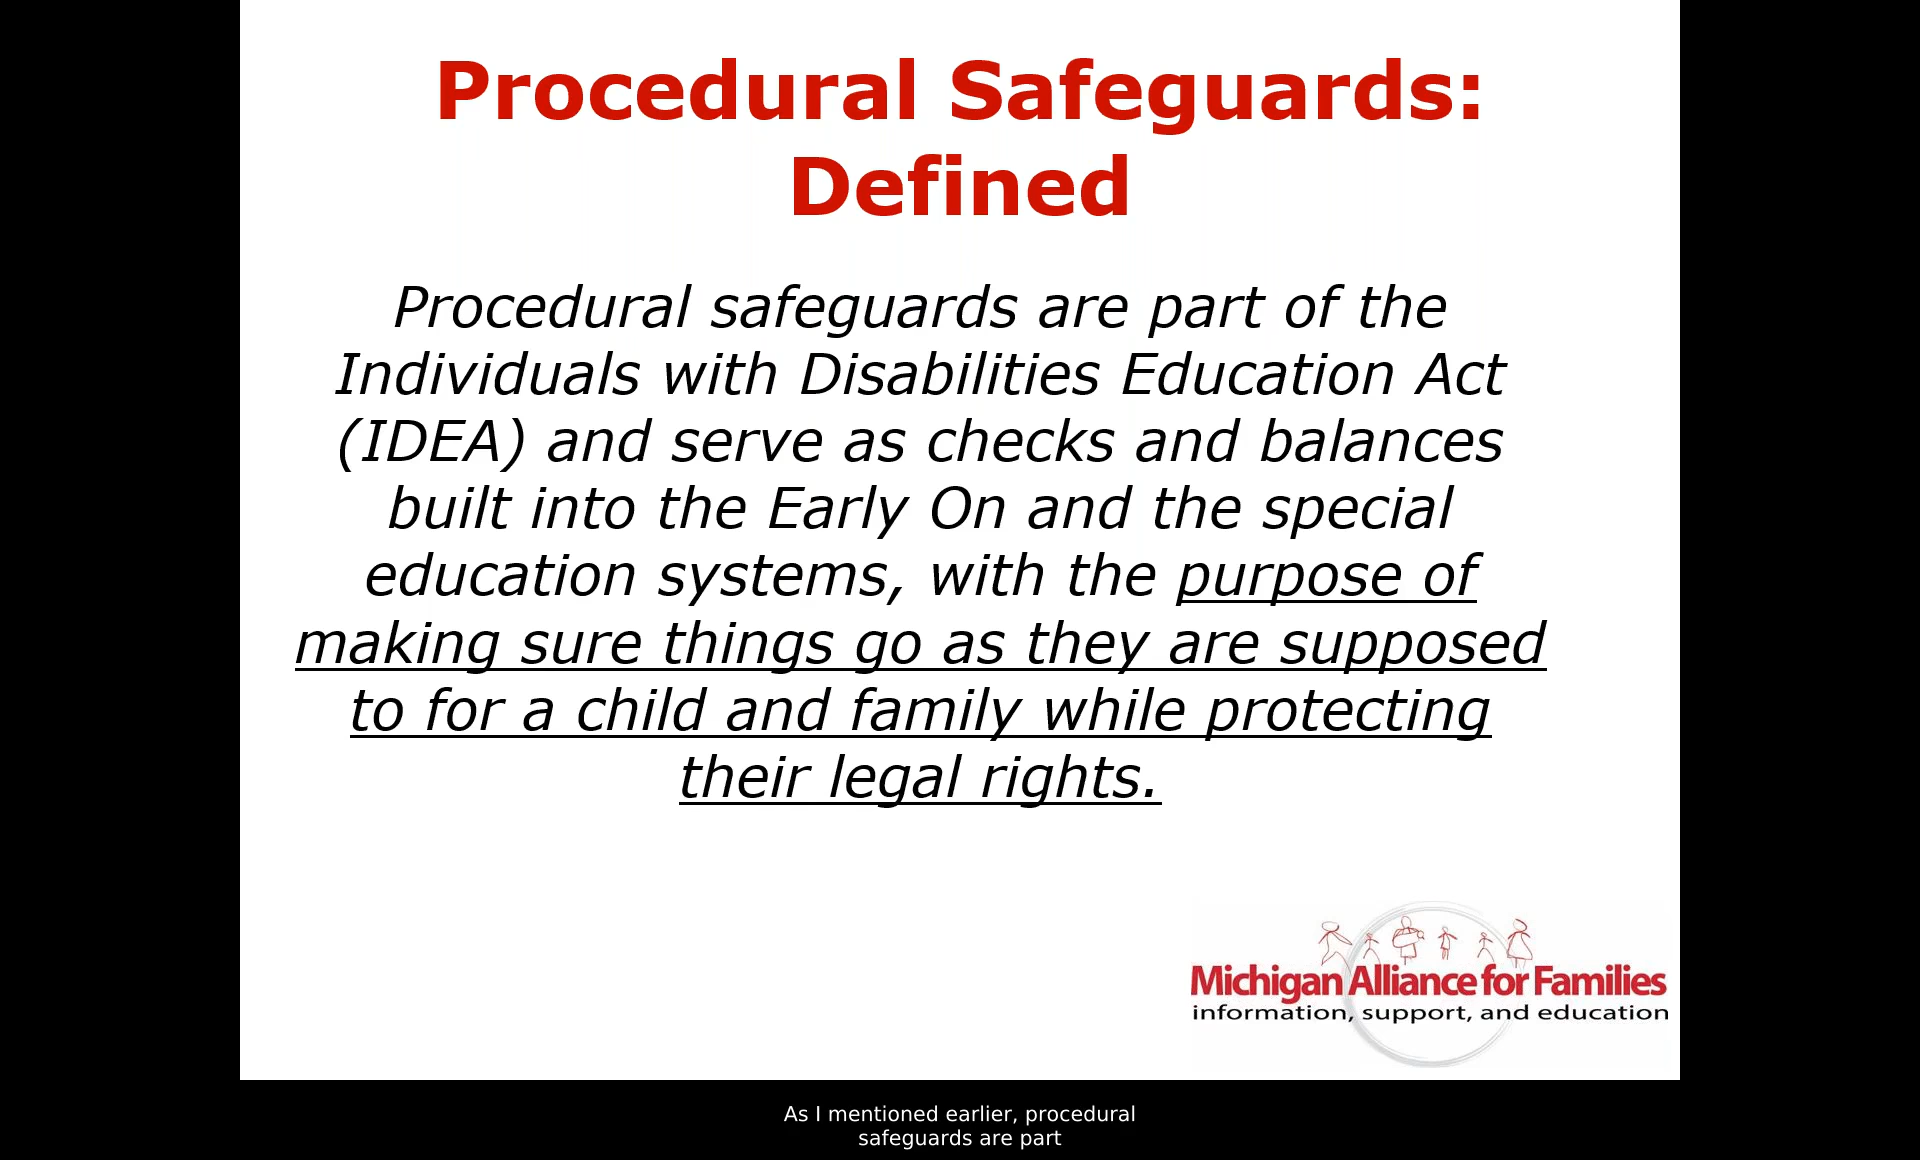 Procedural Safeguards:
Defined
Procedural safeguards are part of the
Individuals with Disabilities Education Act
(IDEA) and serve as checks and balances
built into the Early On and the special
education systems, with the purpose of
making sure things go as they are supposed
to for a child and family while protecting
their legal rights.
Michigan Alliance for Families
information, support, and education
As I mentioned earlier, procedural
safeguards are part